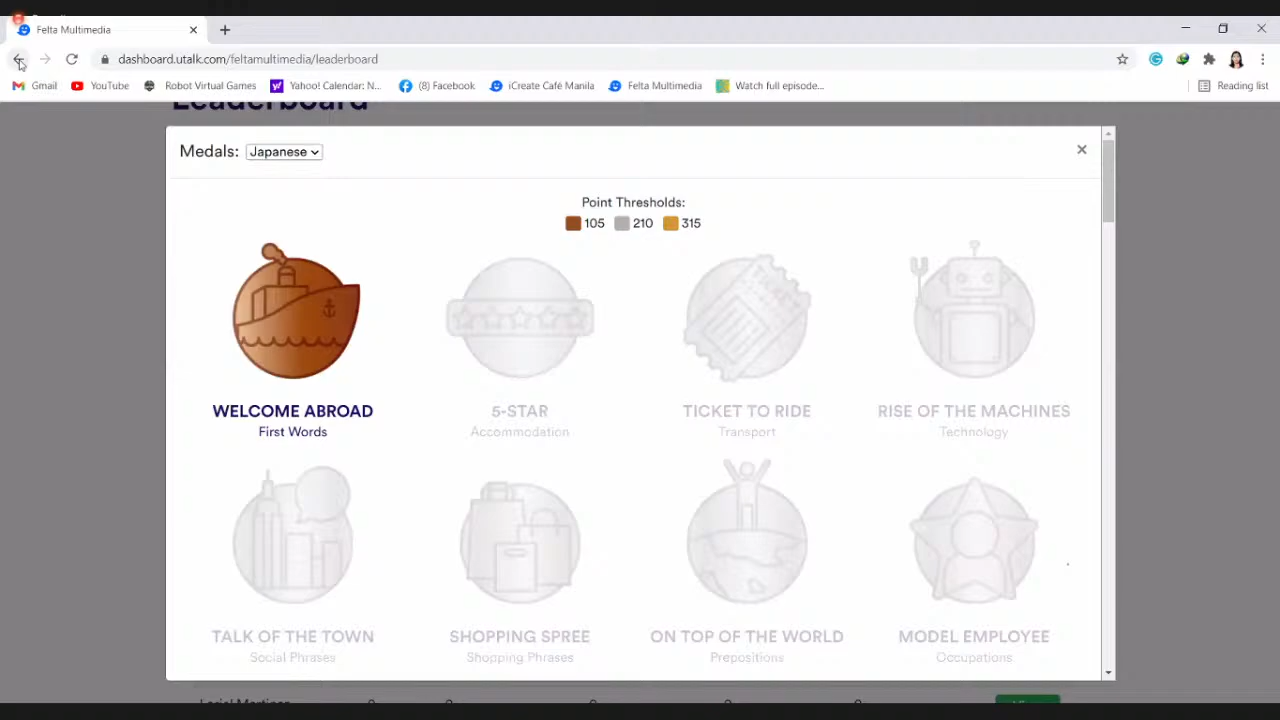 Felta Multimedia
dashboard.utalk.com/feltamultimedia/leaderboard
Gmail YouTube Robot Virtual Games Yahoo! Calendar: N... (8) Facebook iCreate Café Manila Felta Multimedia Watch full episode... Reading list
Leaderboard
Medals: Japanese
Point Thresholds:
105 210 315
WELCOME ABROAD 5-STAR TICKET TO RIDE RISE OF THE MACHINES
First Words Accommodation Transport Technology
TALK OF THE TOWN SHOPPING SPREE ON TOP OF THE WORLD MODEL EMPLOYEE
Social Phrases Shopping Phrases Prepositions Occupations